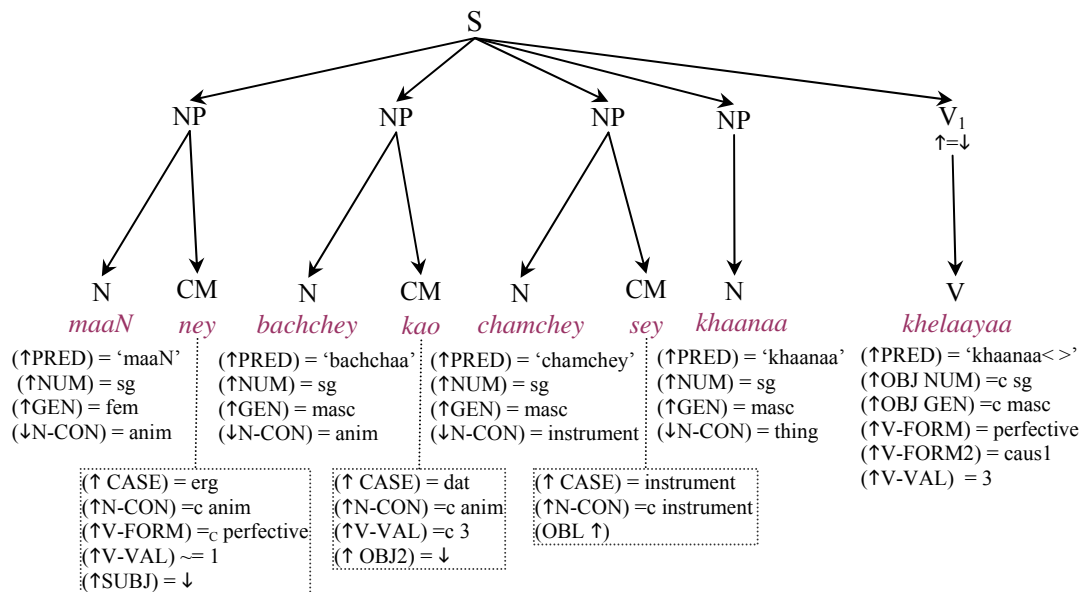 S
NP NP NP NP V₁
↑=↓
N CM N CM N CM N V
maaN ney bachchey kao chamchey sey khaanaa khelaayaa
(↑PRED) = ‘maaN’
(↑NUM) = sg
(↑GEN) = fem
(↓N-CON) = anim
(↑PRED) = ‘bachchaa’
(↑NUM) = sg
(↑GEN) = masc
(↓N-CON) = anim
(↑PRED) = ‘chamchey’
(↑NUM) = sg
(↑GEN) = masc
(↓N-CON) = instrument
(↑PRED) = ‘khaanaa’
(↑NUM) = sg
(↑GEN) = masc
(↓N-CON) = thing
(↑PRED) = ‘khaanaa< >’
(↑OBJ NUM) =c sg
(↑OBJ GEN) =c masc
(↑V-FORM) = perfective
(↑V-FORM2) = caus1
(↑V-VAL) = 3
(↑ CASE) = erg
(↑N-CON) =c anim
(↑V-FORM) =c perfective
(↑V-VAL) ~= 1
(↑SUBJ) = ↓
(↑ CASE) = dat
(↑N-CON) =c anim
(↑V-VAL) =c 3
(↑ OBJ2) = ↓
(↑ CASE) = instrument
(↑N-CON) =c instrument
(OBL ↑)